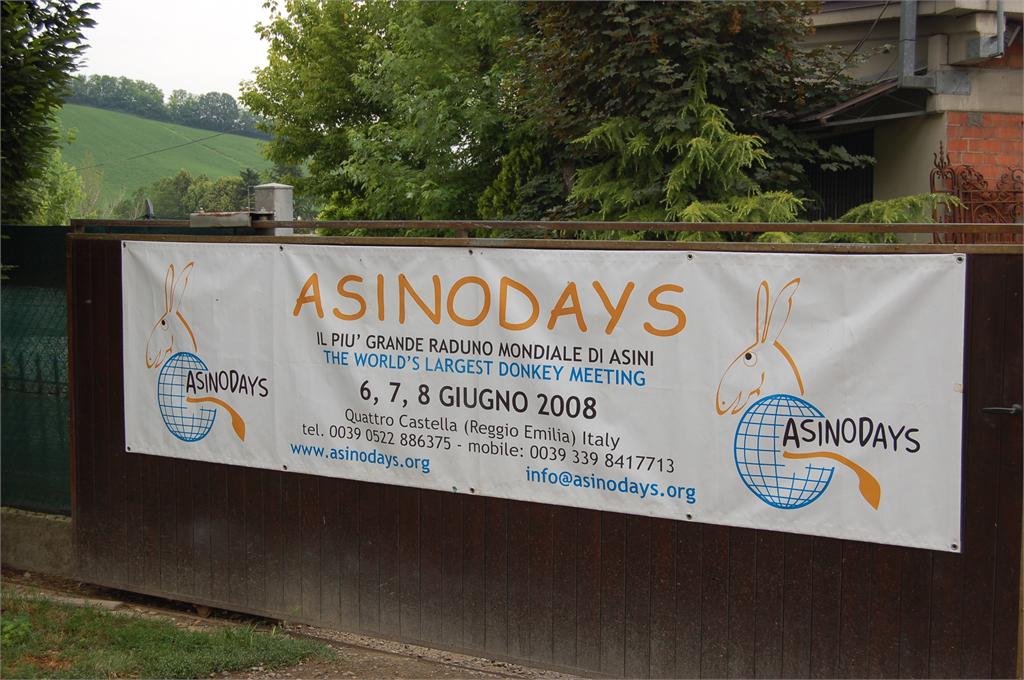 ASINODAYS
IL PIU' GRANDE RADUNO MONDIALE DI ASINI
THE WORLD'S LARGEST DONKEY MEETING
6, 7, 8 GIUGNO 2008
Quattro Castella (Reggio Emilia) Italy
tel. 0039 0522 886375 - mobile: 0039 339 8417713
www.asinodays.org
info@asinodays.org
ASINODAYS
ASINODAYS